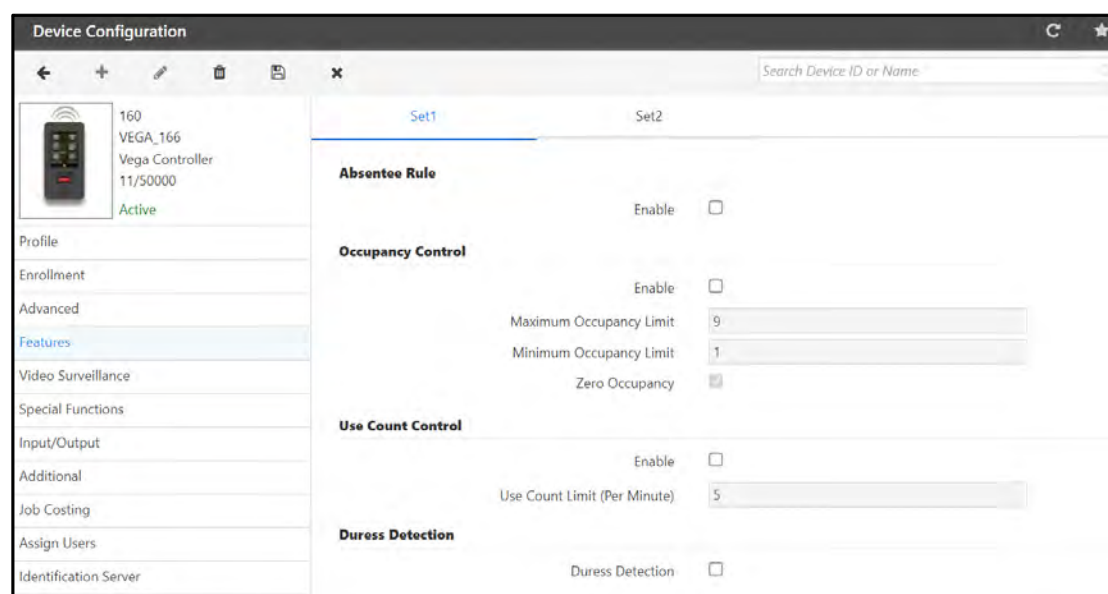 Device Configuration
Search Device ID or Name
160
VEGA_166
Vega Controller
11/50000
Active
Profile
Enrollment
Advanced
Features
Video Surveillance
Special Functions
Input/Output
Additional
Job Costing
Assign Users
Identification Server
Set1 Set2
Absentee Rule
Enable
Occupancy Control
Enable
Maximum Occupancy Limit 9
Minimum Occupancy Limit 1
Zero Occupancy
Use Count Control
Enable
Use Count Limit (Per Minute) 5
Duress Detection
Duress Detection